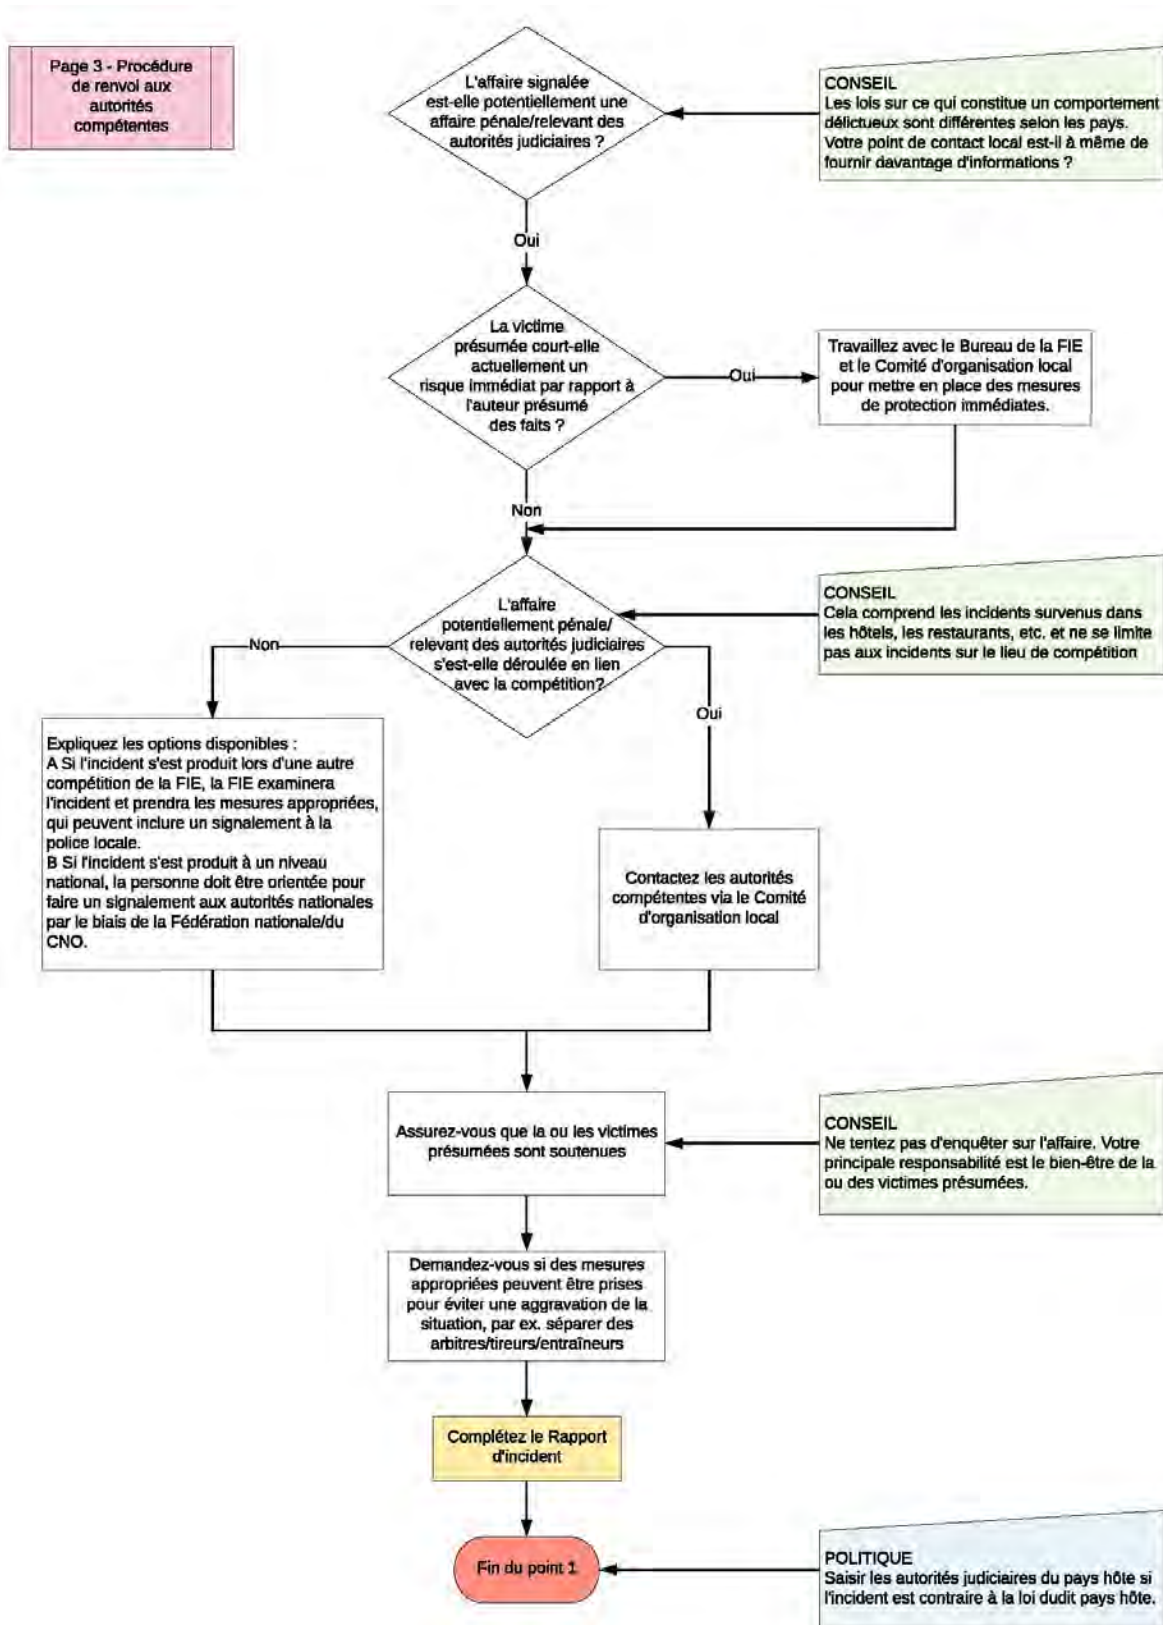 Page 3 - Procédure
de renvoi aux
autorités
compétentes
L'affaire signalée
est-elle potentiellement une
affaire pénale/relevant des
autorités judiciaires ?
CONSEIL
Les lois sur ce qui constitue un comportement
délictueux sont différentes selon les pays.
Votre point de contact local est-il à même de
fournir davantage d'informations ?
Oui
La victime
présumée court-elle
actuellement un
risque immédiat par rapport à
l'auteur présumé
des faits ?
Oui
Travaillez avec le Bureau de la FIE
et le Comité d'organisation local
pour mettre en place des mesures
de protection immédiates.
Non
L'affaire
potentiellement pénale/
relevant des autorités judiciaires
s'est-elle déroulée en lien
avec la compétition?
CONSEIL
Cela comprend les incidents survenus dans
les hôtels, les restaurants, etc. et ne se limite
pas aux incidents sur le lieu de compétition
Non
Oui
Expliquez les options disponibles :
A Si l'incident s'est produit lors d'une autre
compétition de la FIE, la FIE examinera
l'incident et prendra les mesures appropriées,
qui peuvent inclure un signalement à la
police locale.
B Si l'incident s'est produit à un niveau
national, la personne doit être orientée pour
faire un signalement aux autorités nationales
par le biais de la Fédération nationale/du
CNO.
Contactez les autorités
compétentes via le Comité
d'organisation local
Assurez-vous que la ou les victimes
présumées sont soutenues
CONSEIL
Ne tentez pas d'enquêter sur l'affaire. Votre
principale responsabilité est le bien-être de la
ou des victimes présumées.
Demandez-vous si des mesures
appropriées peuvent être prises
pour éviter une aggravation de la
situation, par ex. séparer des
arbitres/tireurs/entraîneurs
Complétez le Rapport
d'incident
Fin du point 1
POLITIQUE
Saisir les autorités judiciaires du pays hôte si
l'incident est contraire à la loi dudit pays hôte.